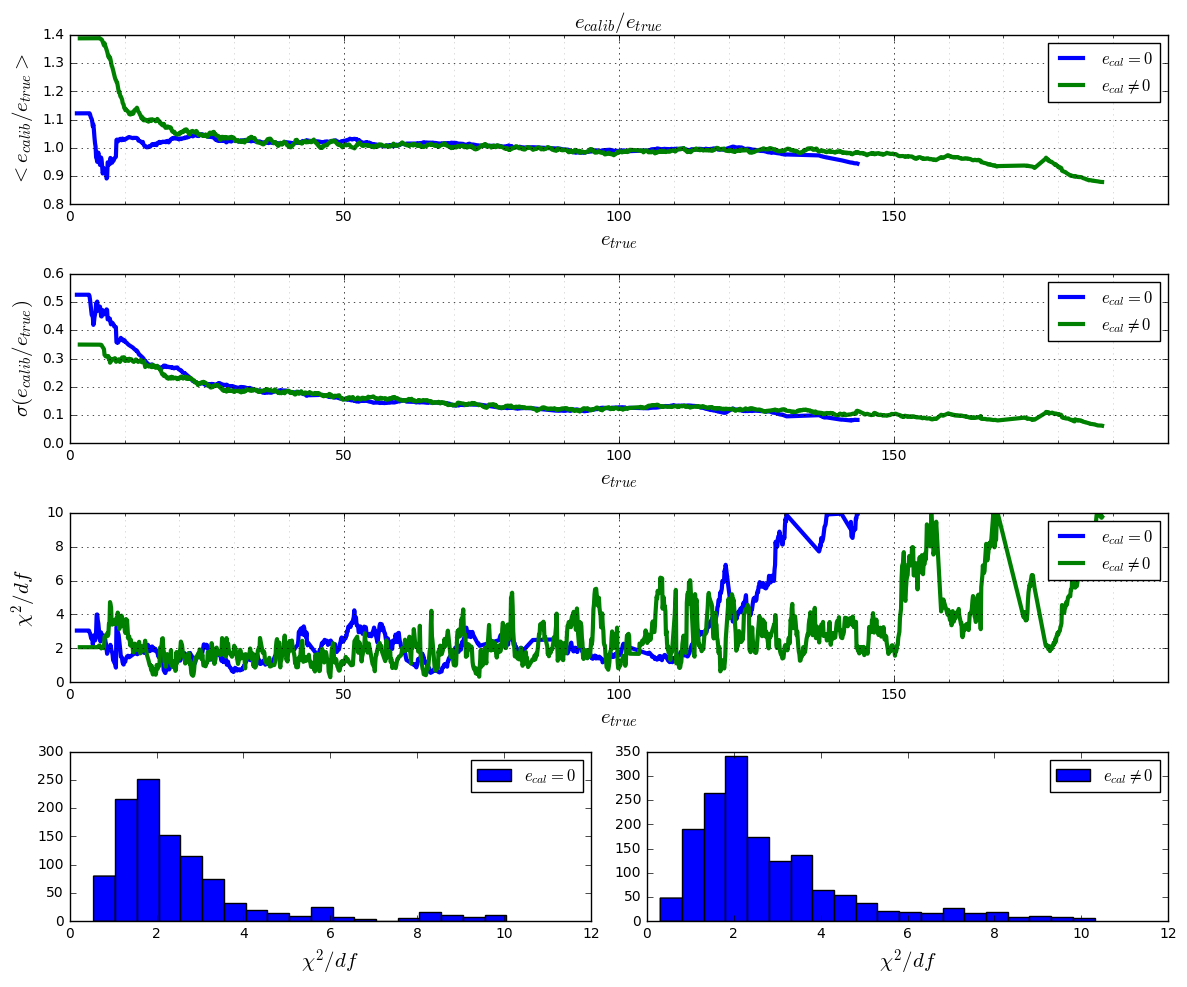 e_{calib}/e_{true}
< e_{calib}/e_{true} >
1.4
1.3
1.2
1.1
1.0
0.9
0.8
e_{cal} = 0
e_{cal} ≠ 0
0 50 100 150
e_{true}
σ(e_{calib}/e_{true})
0.6
0.5
0.4
0.3
0.2
0.1
0.0
e_{cal} = 0
e_{cal} ≠ 0
0 50 100 150
e_{true}
χ²/df
10
8
6
4
2
0
e_{cal} = 0
e_{cal} ≠ 0
0 50 100 150
e_{true}
300
250
200
150
100
50
0
e_{cal} = 0
0 2 4 6 8 10 12
χ²/df
350
300
250
200
150
100
50
0
e_{cal} ≠ 0
0 2 4 6 8 10 12
χ²/df